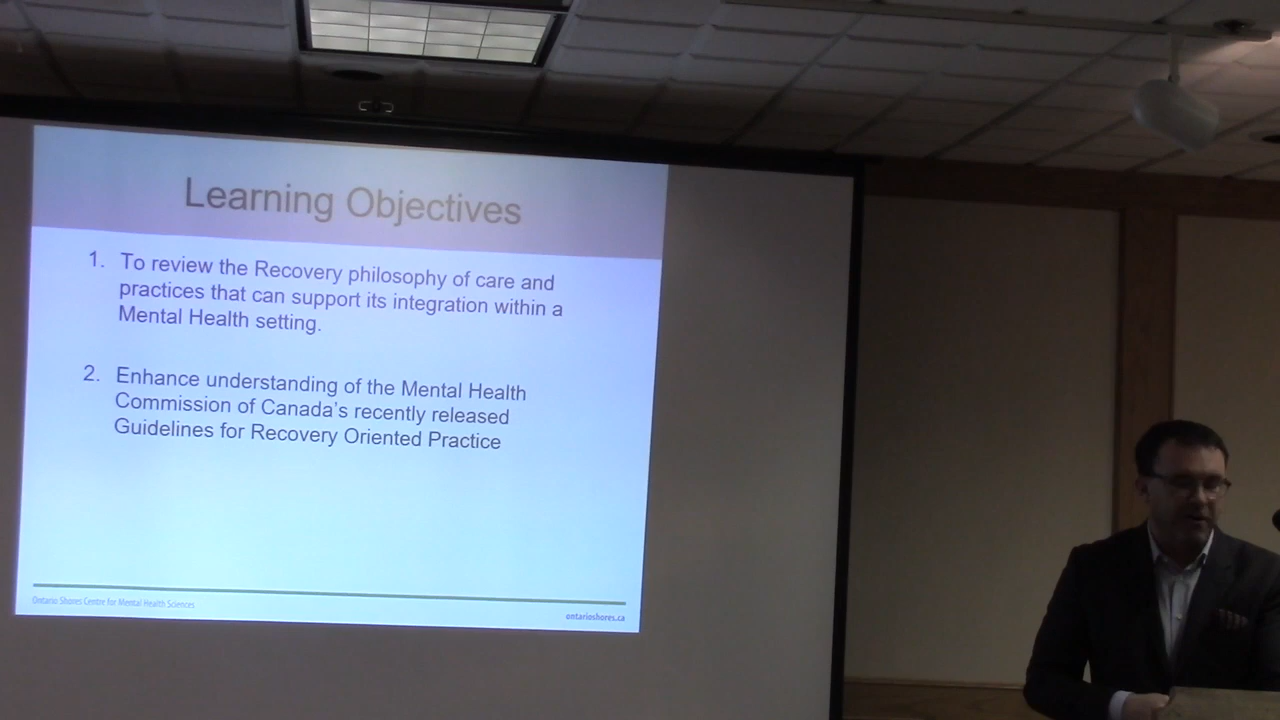 Learning Objectives
1. To review the Recovery philosophy of care and
practices that can support its integration within a
Mental Health setting.
2. Enhance understanding of the Mental Health
Commission of Canada's recently released
Guidelines for Recovery Oriented Practice
Ontario Shores Centre for Mental Health Sciences
ontarioshores.ca